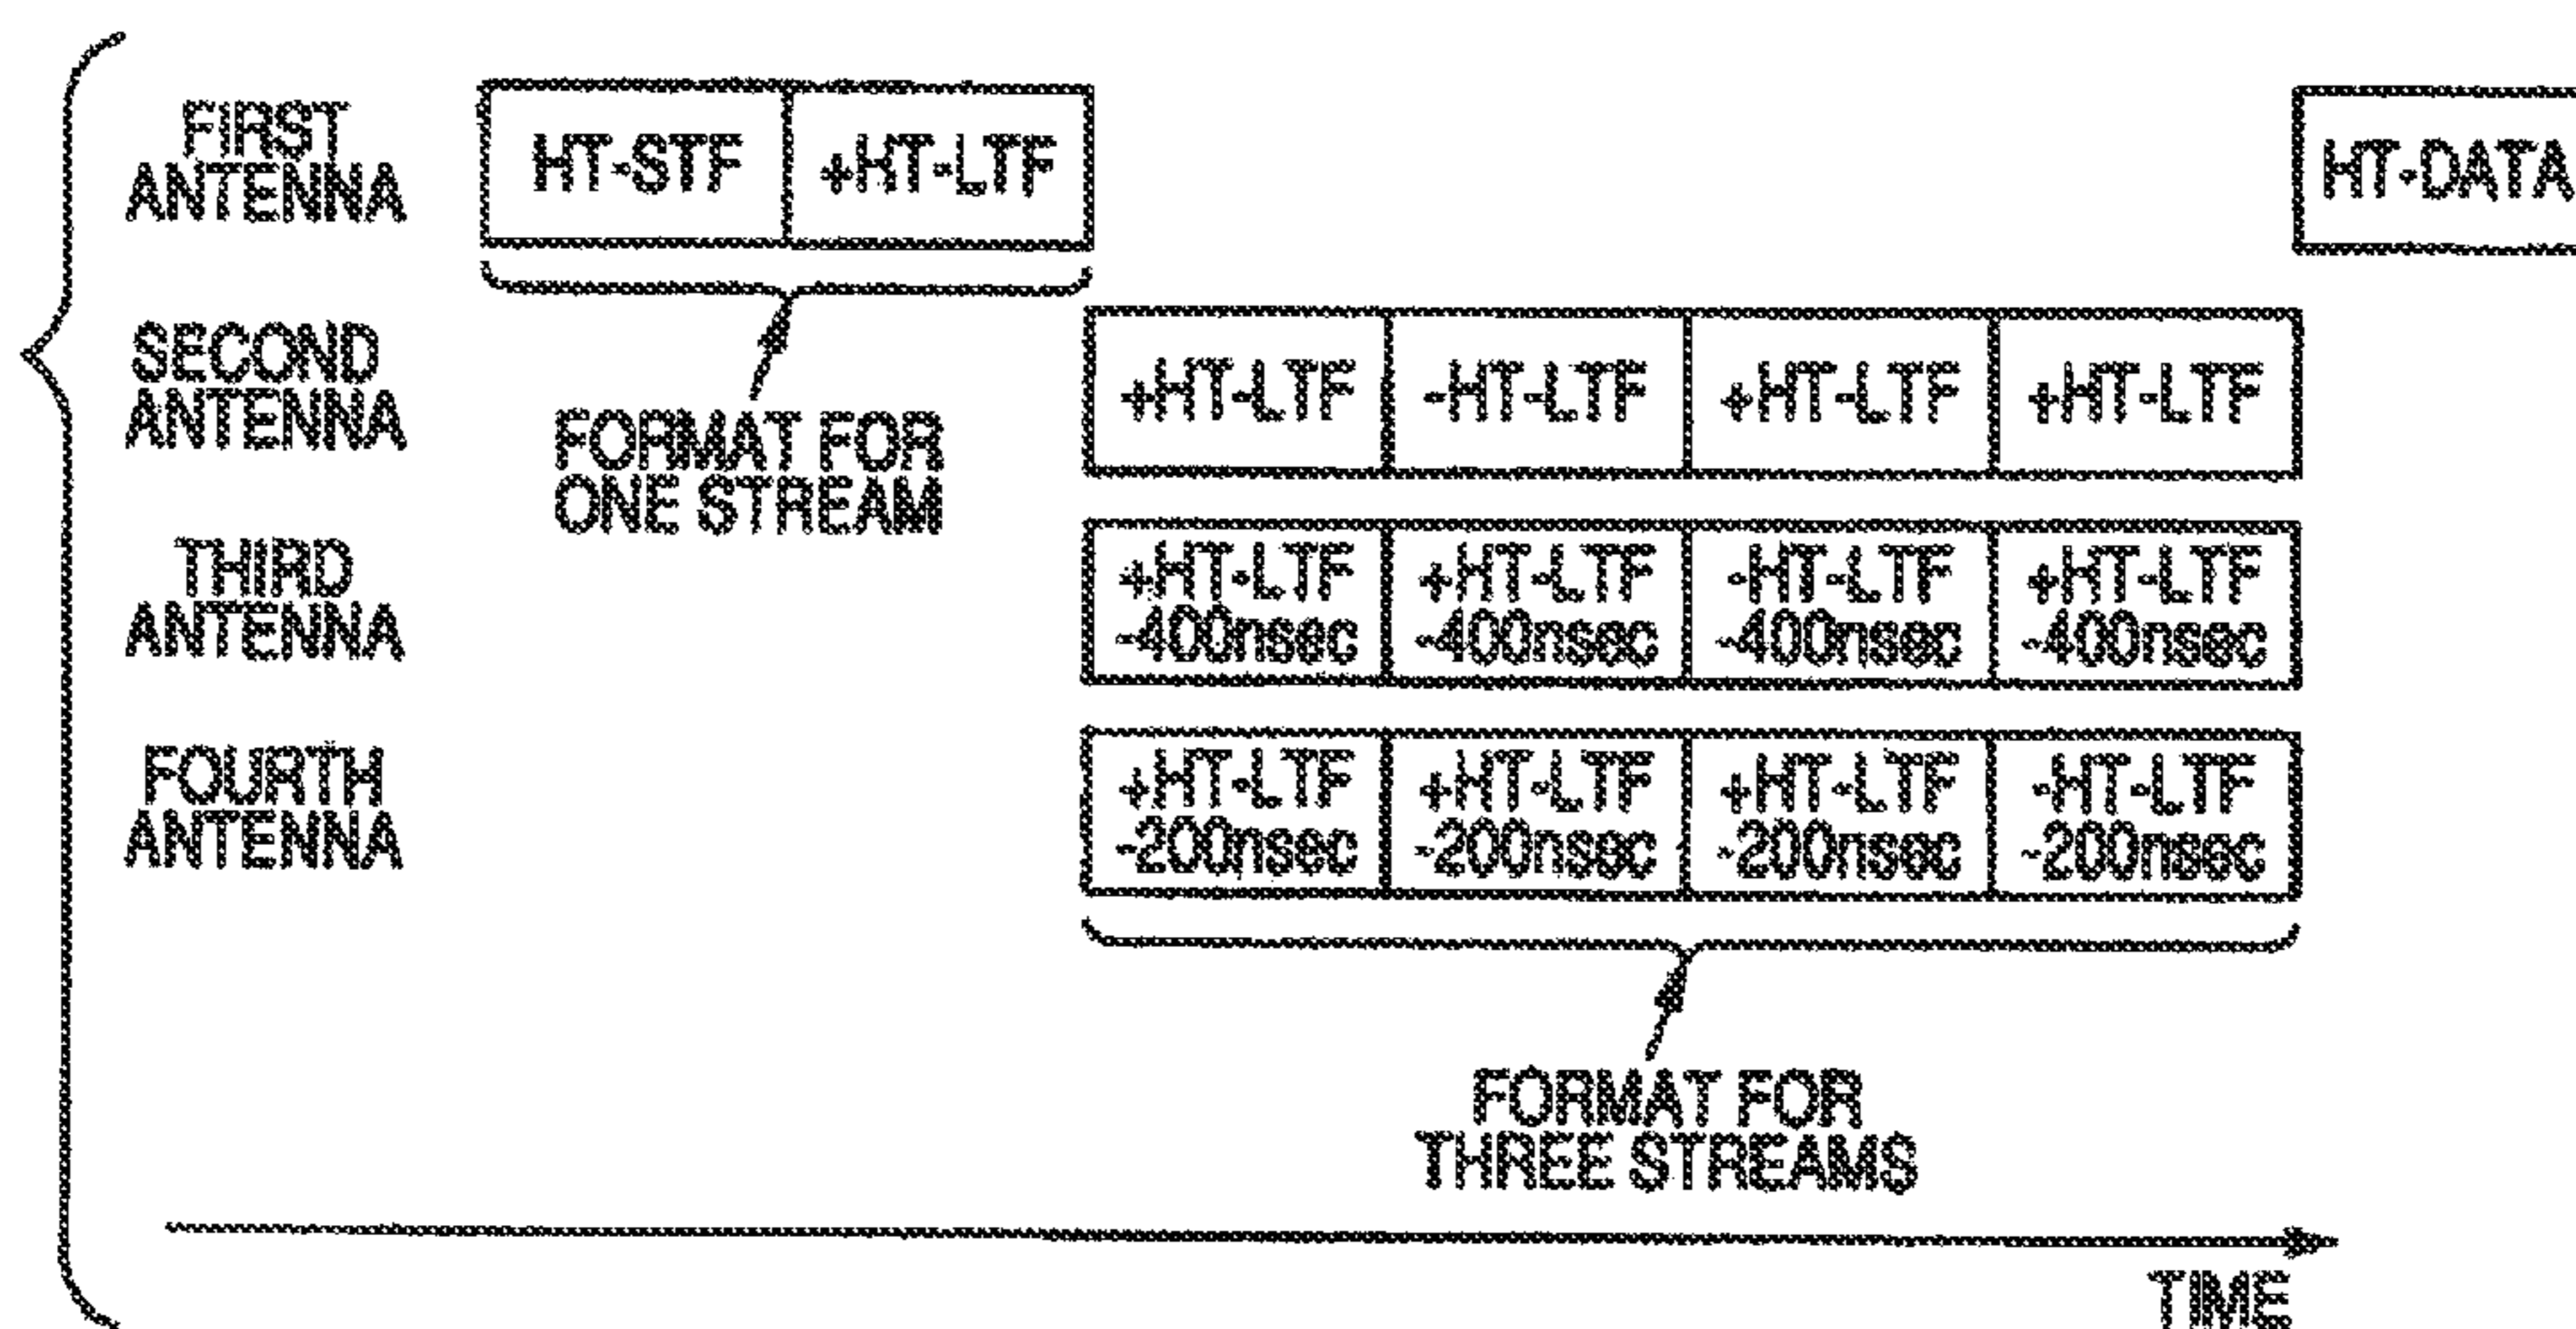 FIRST
ANTENNA
HT-STF
+HT-LTF
HT-DATA
SECOND
ANTENNA
+HT-LTF
-HT-LTF
+HT-LTF
+HT-LTF
FORMAT FOR
ONE STREAM
THIRD
ANTENNA
+HT-LTF
-400nsec
+HT-LTF
-400nsec
-HT-LTF
-400nsec
+HT-LTF
-400nsec
FOURTH
ANTENNA
+HT-LTF
-200nsec
+HT-LTF
-200nsec
+HT-LTF
-200nsec
-HT-LTF
-200nsec
FORMAT FOR
THREE STREAMS
TIME